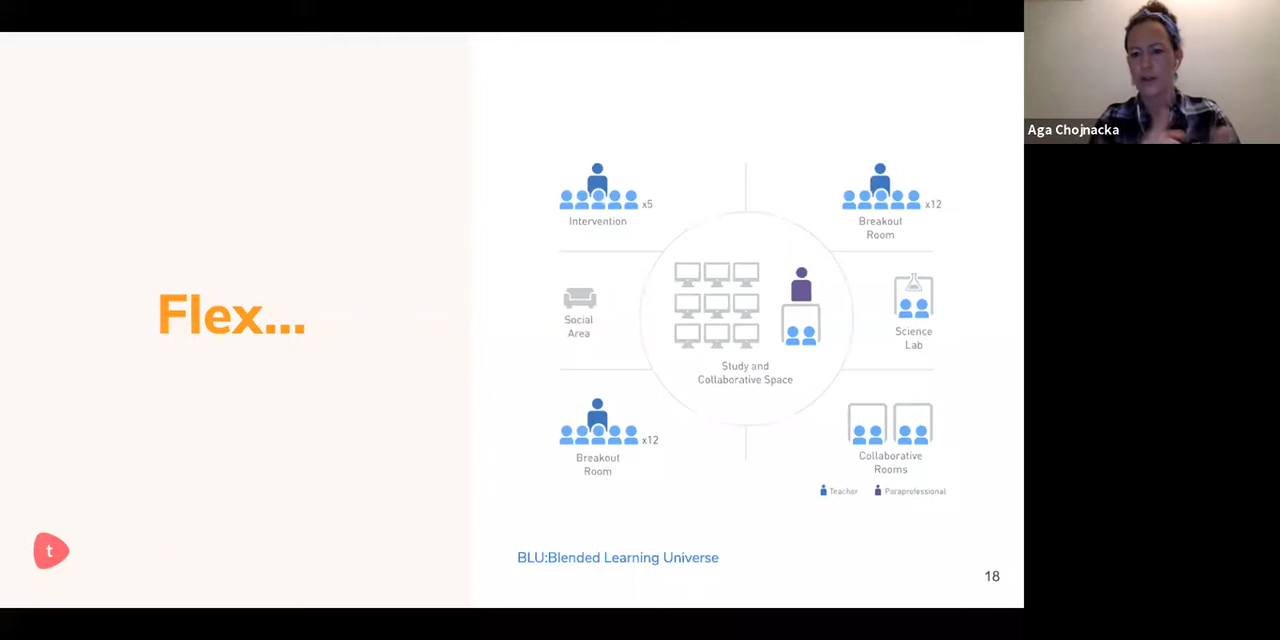 Aga Chojnacka
Flex...
x5
Intervention
x12
Breakout
Room
Social
Area
Science
Lab
Study and
Collaborative Space
x12
Breakout
Room
Collaborative
Rooms
Teacher
Paraprofessional
t
BLU:Blended Learning Universe
18